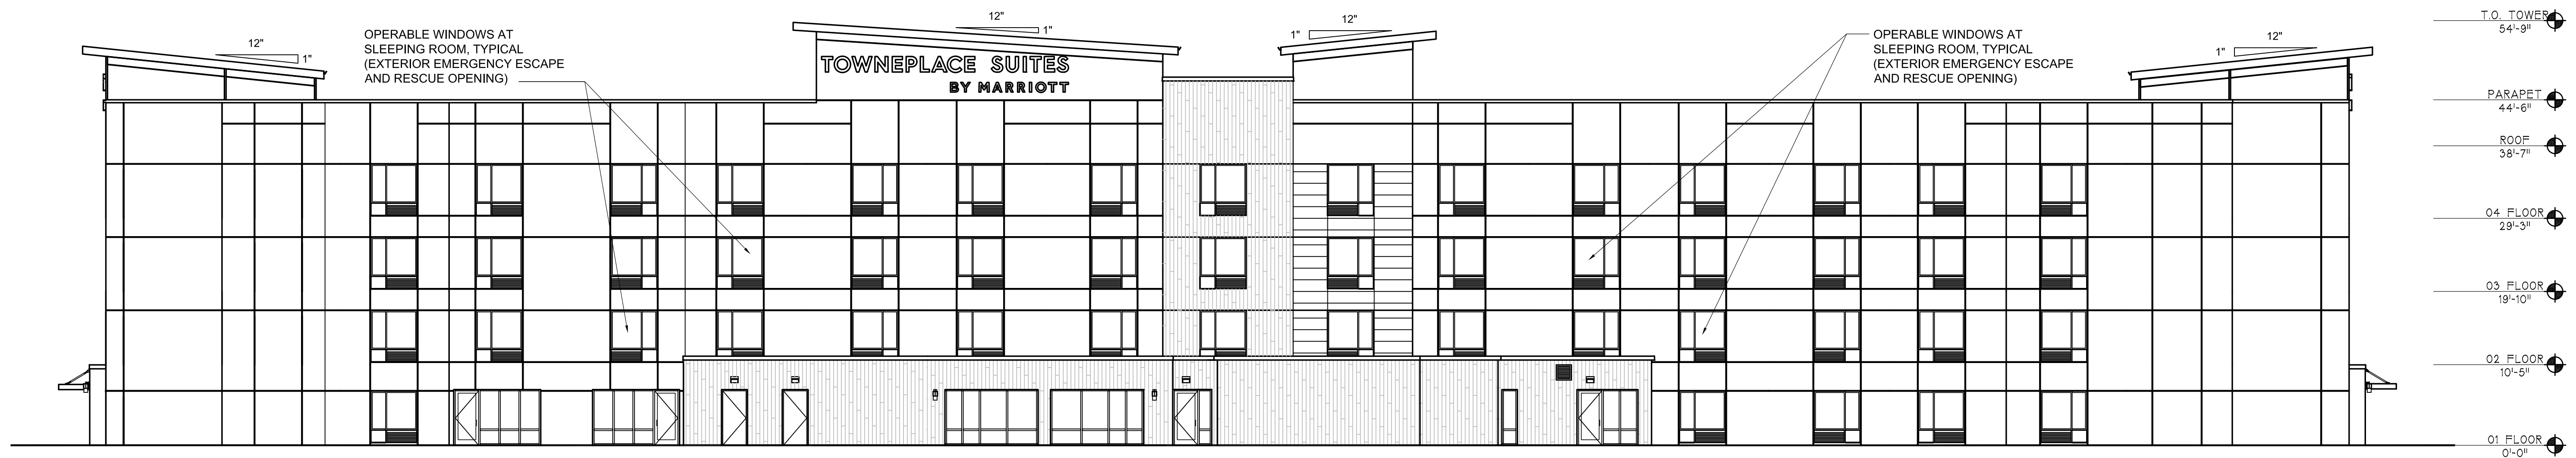 12"
1"
OPERABLE WINDOWS AT
SLEEPING ROOM, TYPICAL
(EXTERIOR EMERGENCY ESCAPE
AND RESCUE OPENING)
12"
1"
TOWNEPLACE SUITES
BY MARRIOTT
12"
1"
OPERABLE WINDOWS AT
SLEEPING ROOM, TYPICAL
(EXTERIOR EMERGENCY ESCAPE
AND RESCUE OPENING)
12"
1"
T.O. TOWER
54'-9"
PARAPET
44'-6"
ROOF
38'-7"
04 FLOOR
29'-3"
03 FLOOR
19'-10"
02 FLOOR
10'-5"
01 FLOOR
0'-0"